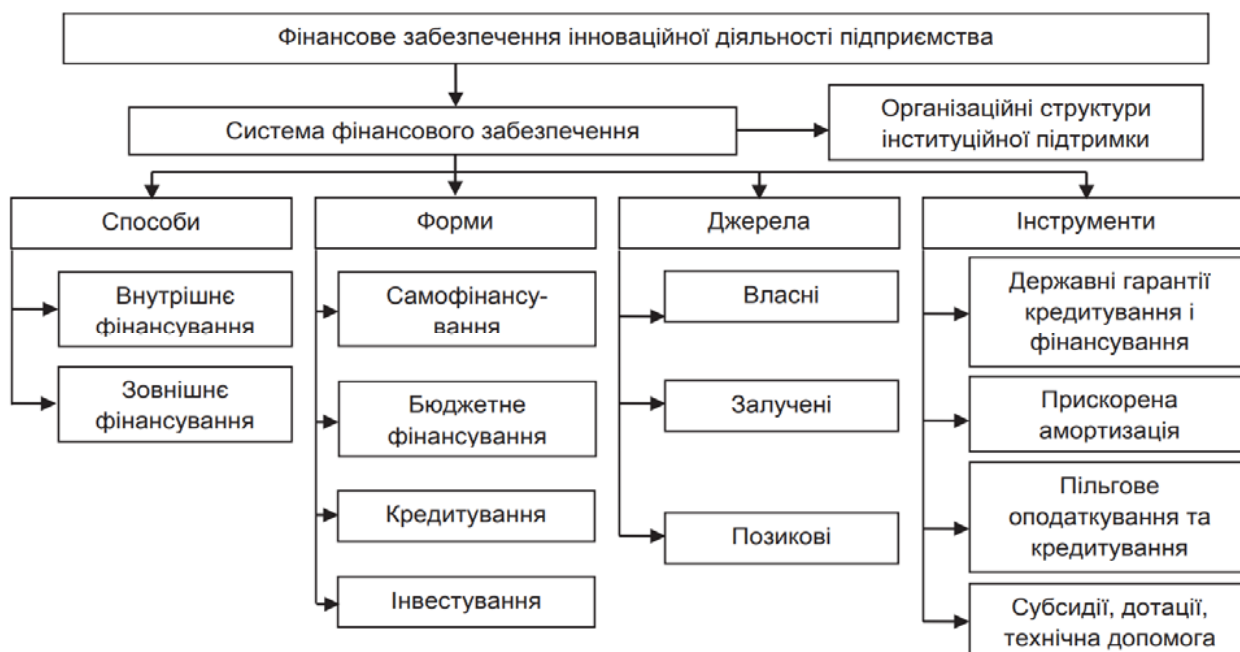 Фінансове забезпечення інноваційної діяльності підприємства
Система фінансового забезпечення
Організаційні структури
інституційної підтримки
Способи
Внутрішнє
фінансування
Зовнішнє
фінансування
Форми
Самофінансу-
вання
Бюджетне
фінансування
Кредитування
Інвестування
Джерела
Власні
Залучені
Позикові
Інструменти
Державні гарантії
кредитування і
фінансування
Прискорена
амортизація
Пільгове
оподаткування та
кредитування
Субсидії, дотації,
технічна допомога